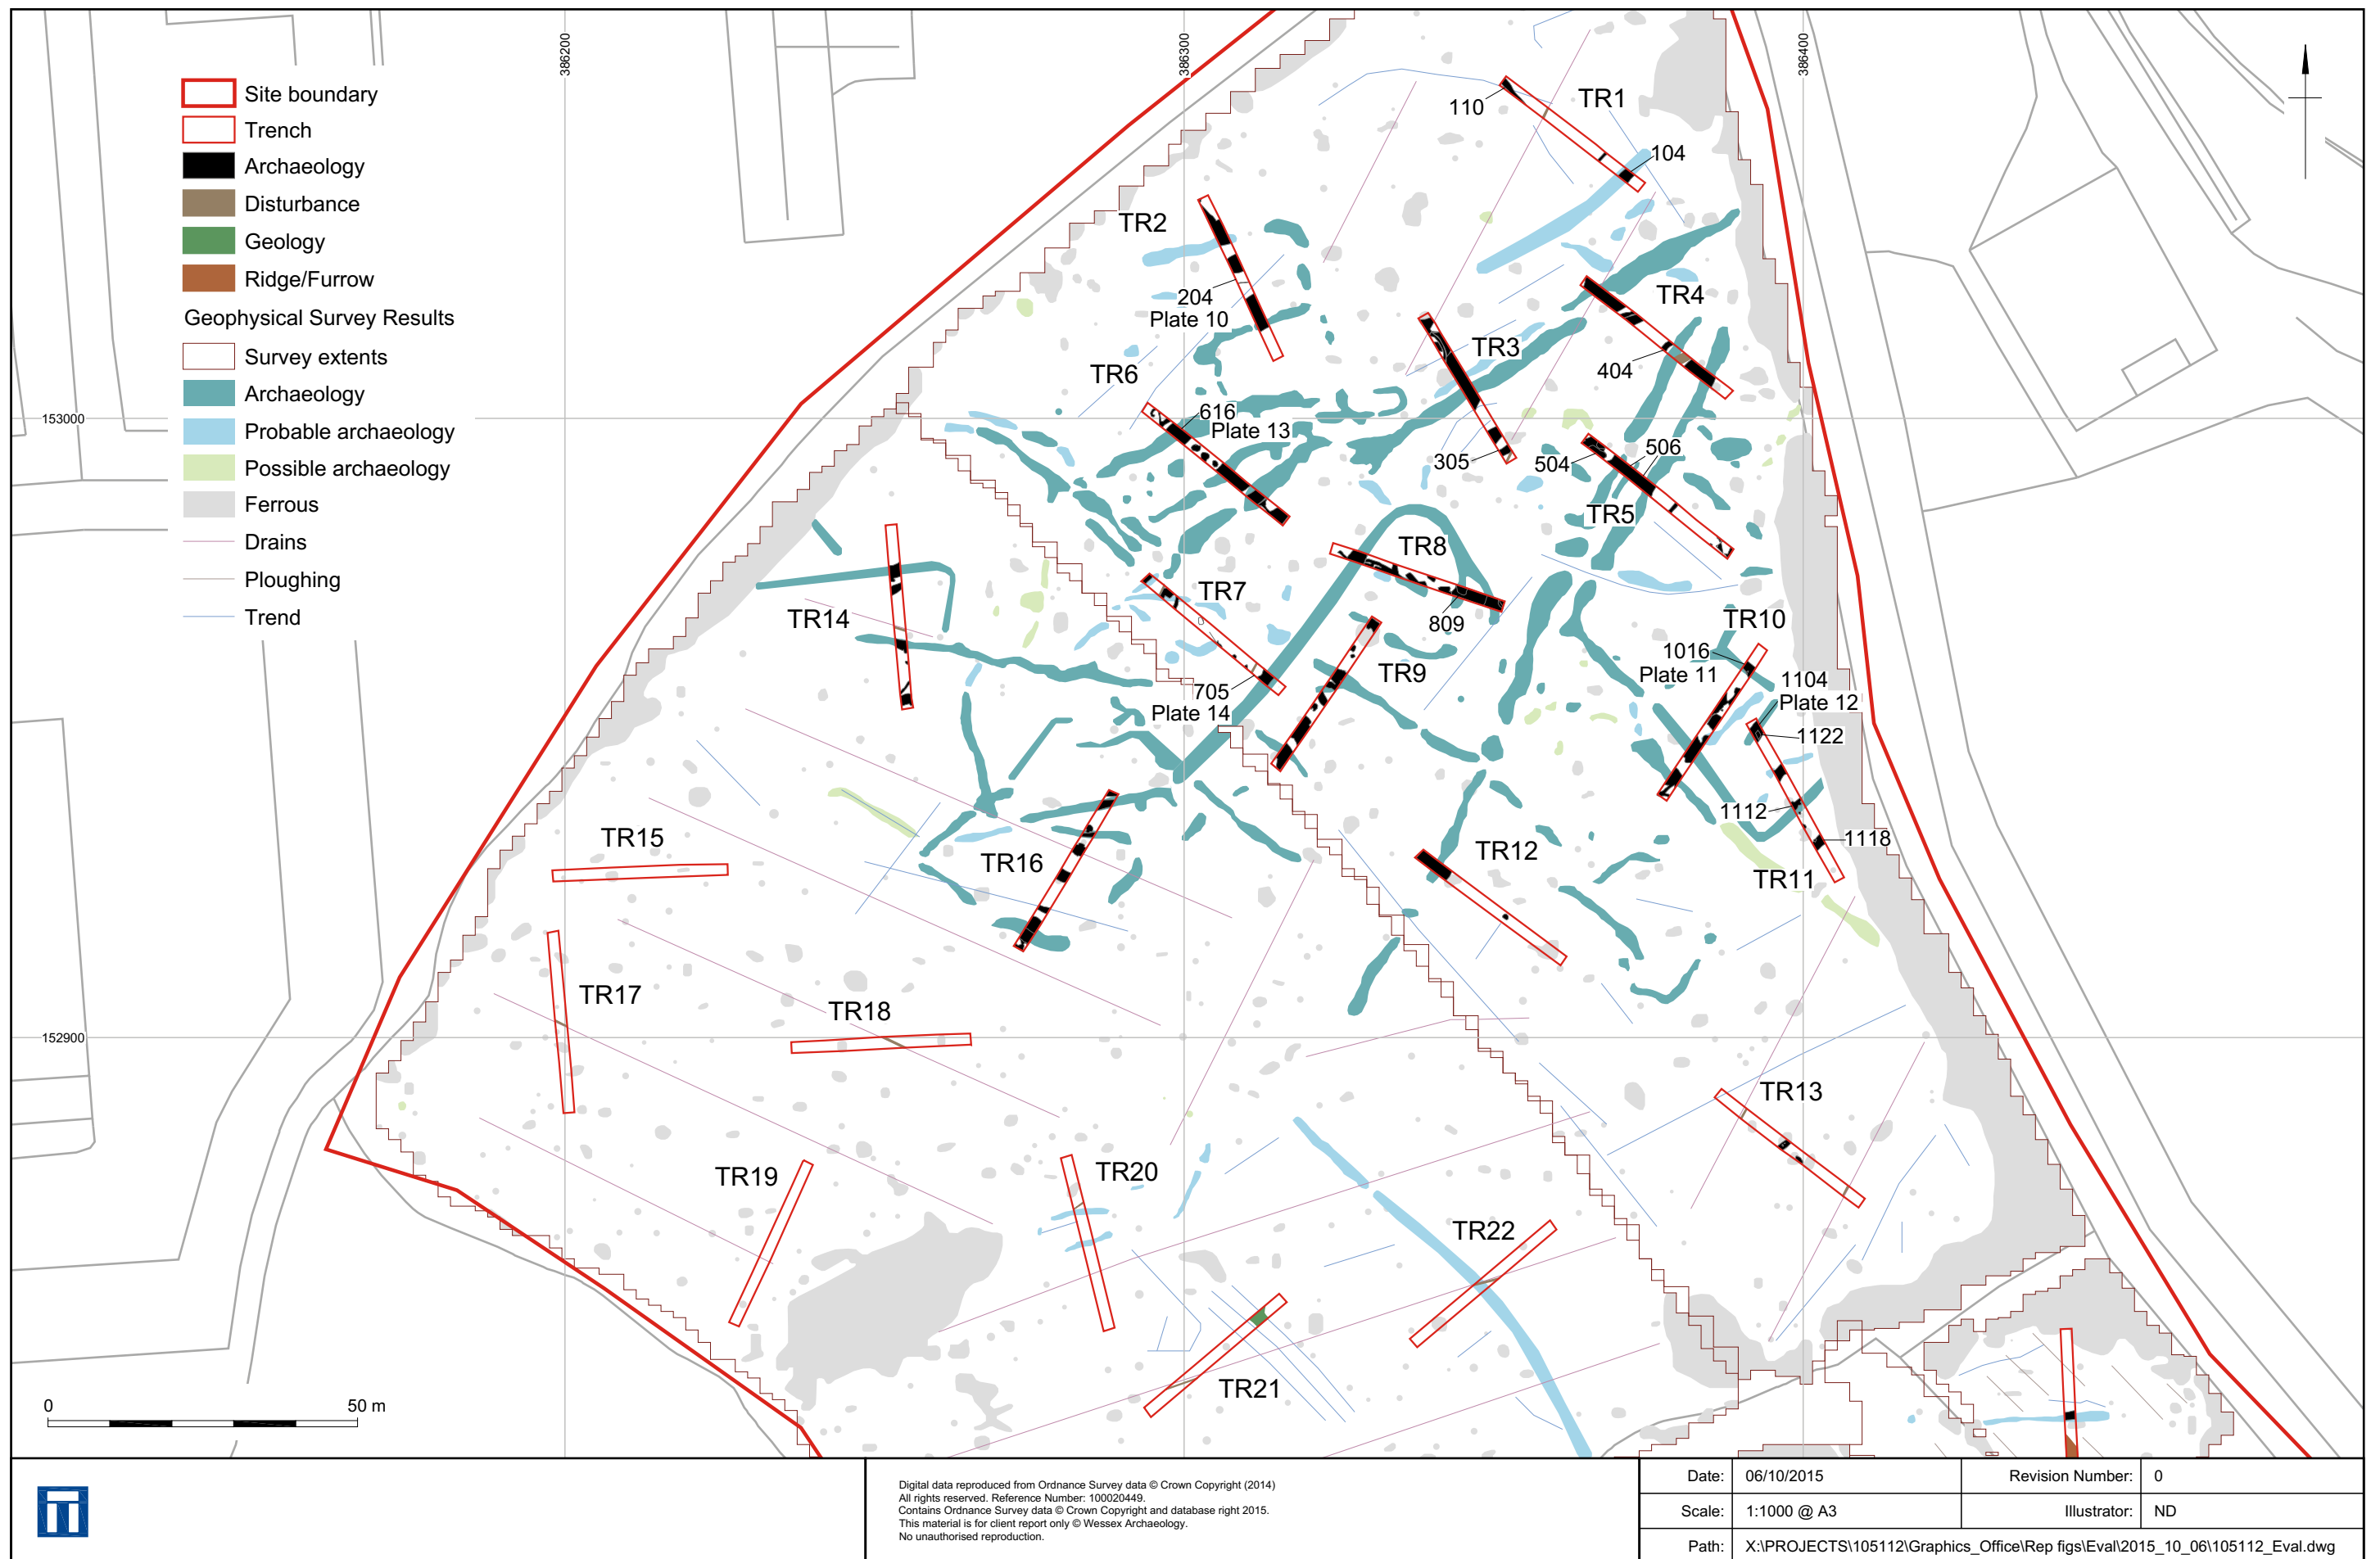 386200
386300
386400
153000
152900
Site boundary
Trench
Archaeology
Disturbance
Geology
Ridge/Furrow
Geophysical Survey Results
Survey extents
Archaeology
Probable archaeology
Possible archaeology
Ferrous
Drains
Ploughing
Trend
110
TR1
104
TR2
204
Plate 10
TR4
404
TR3
305
TR6
616
Plate 13
504
506
TR5
TR8
809
TR7
705
Plate 14
TR9
TR14
TR10
1016
Plate 11
1104
Plate 12
1122
1112
1118
TR11
TR12
TR15
TR16
TR17
TR18
TR13
TR19
TR20
TR22
TR21
0 50 m
Digital data reproduced from Ordnance Survey data © Crown Copyright (2014)
All rights reserved. Reference Number: 100020449.
Contains Ordnance Survey data © Crown Copyright and database right 2015.
This material is for client report only © Wessex Archaeology.
No unauthorised reproduction.
Date: 06/10/2015 Revision Number: 0
Scale: 1:1000 @ A3 Illustrator: ND
Path: X:\PROJECTS\105112\Graphics_Office\Rep figs\Eval\2015_10_06\105112_Eval.dwg